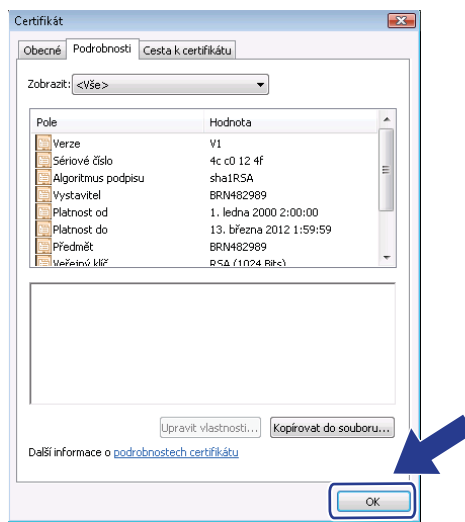 Certifikát
Obecné Podrobnosti Cesta k certifikátu
Zobrazit: <Vše>
Pole Hodnota
Verze V1
Sériové číslo 4c c0 12 4f
Algoritmus podpisu sha1RSA
Vystavitel BRN482989
Platnost od 1. ledna 2000 2:00:00
Platnost do 13. března 2012 1:59:59
Předmět BRN482989
Veřejný klíč RSA (1024 Bits)
Upravit vlastnosti... Kopírovat do souboru...
Další informace o podrobnostech certifikátu
OK